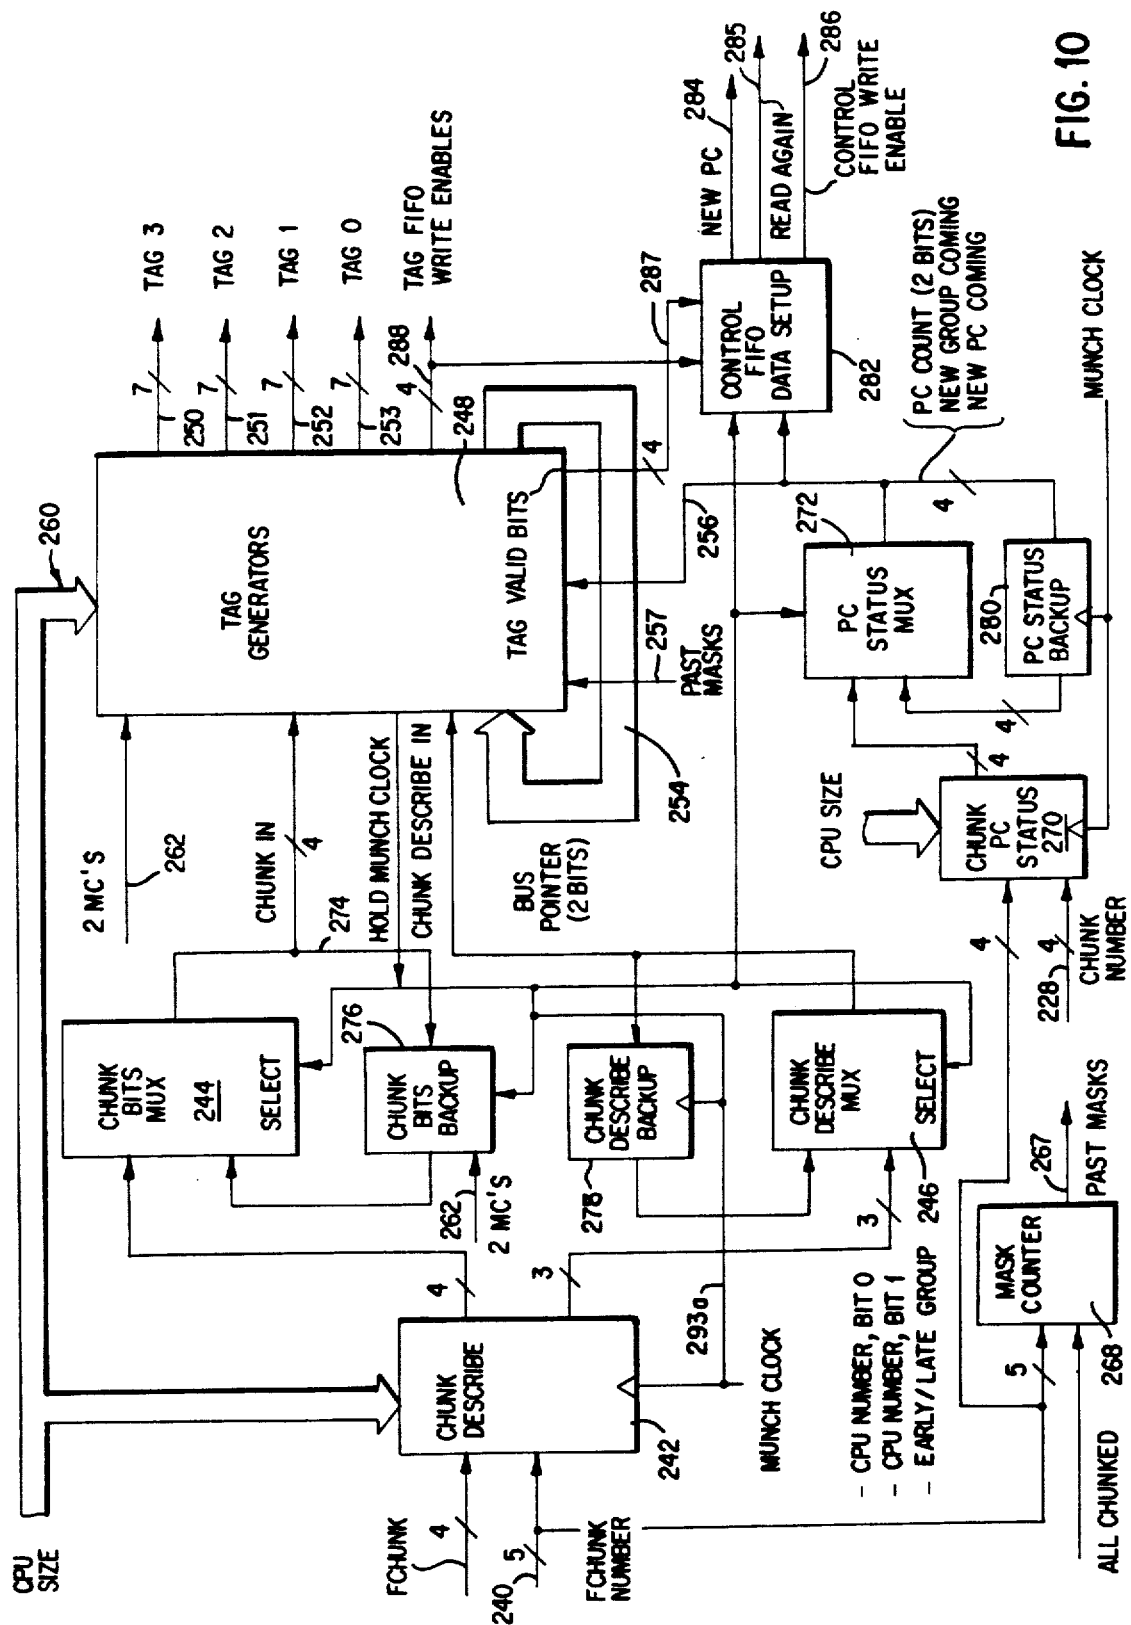 CPU
SIZE
260
2 MC'S
262
CHUNK IN
4
274
HOLD MUNCH CLOCK
CHUNK DESCRIBE IN
TAG
GENERATORS
TAG VALID BITS
248
7
250
TAG 3
7
251
TAG 2
7
252
TAG 1
7
253
TAG 0
4
288
TAG FIFO
WRITE ENABLES
CHUNK
BITS
MUX
244
SELECT
276
CHUNK
BITS
BACKUP
262
2 MC'S
BUS
POINTER
(2 BITS)
254
257
PAST
MASKS
256
4
287
FCHUNK
4
240
5
FCHUNK
NUMBER
CHUNK
DESCRIBE
242
4
3
278
CHUNK
DESCRIBE
BACKUP
293a
MUNCH CLOCK
CHUNK
DESCRIBE
MUX
SELECT
246
3
- CPU NUMBER, BIT 0
- CPU NUMBER, BIT 1
- EARLY/LATE GROUP
CONTROL
FIFO
DATA SETUP
282
NEW PC
284
285
READ AGAIN
286
CONTROL
FIFO WRITE
ENABLE
CPU SIZE
CHUNK
PC
STATUS
270
4
4
228
4
CHUNK
NUMBER
272
PC
STATUS
MUX
280
PC STATUS
BACKUP
4
4
PC COUNT (2 BITS)
NEW GROUP COMING
NEW PC COMING
MUNCH CLOCK
ALL CHUNKED
5
MASK
COUNTER
268
267
PAST MASKS
FIG. 10